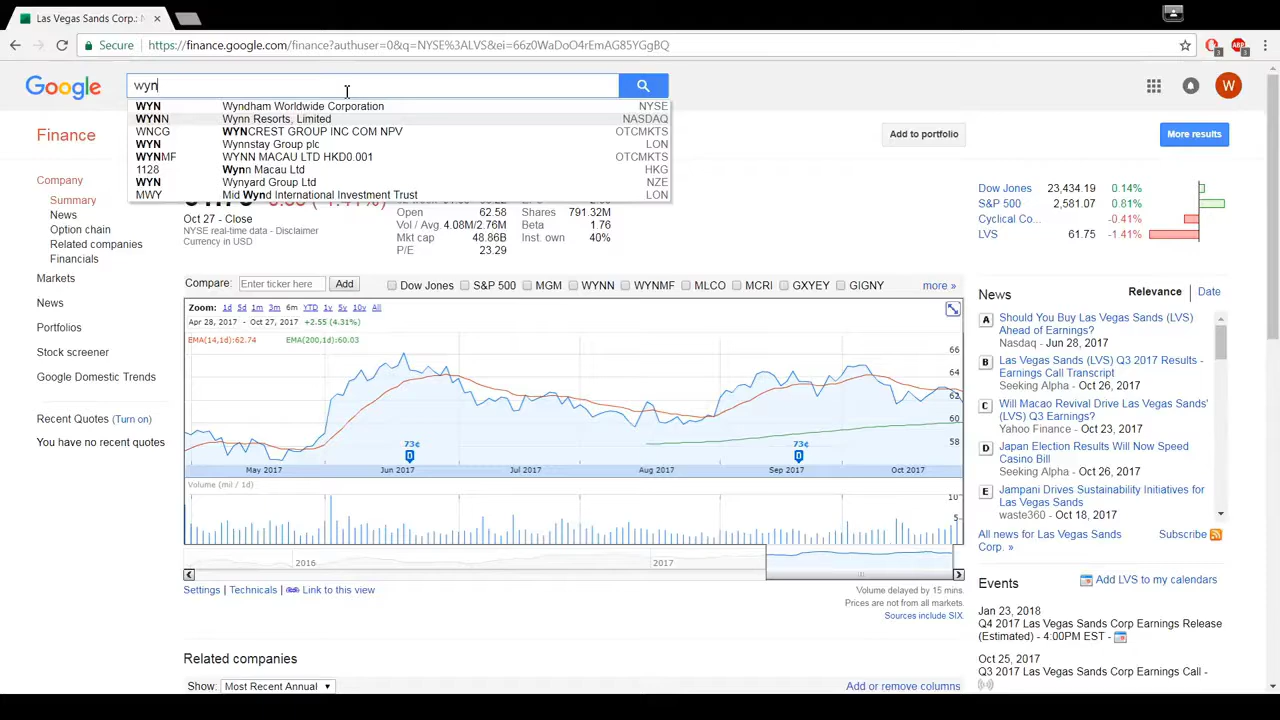 Las Vegas Sands Corp.: N
Secure
https://finance.google.com/finance?authuser=0&q=NYSE%3ALVS&ei=66z0WaDoO4rEmAG85YGgBQ
Google
wyn
W
WYN Wyndham Worldwide Corporation NYSE
WYNN Wynn Resorts, Limited NASDAQ
WNCG WYNCREST GROUP INC COM NPV OTCMKTS
WYN Wynnstay Group plc LON
WYNMF WYNN MACAU LTD HKD0.001 OTCMKTS
1128 Wynn Macau Ltd HKG
WYN Wynyard Group Ltd NZE
MWY Mid Wynd International Investment Trust LON
Finance
Add to portfolio
More results
Company
Summary
News
Option chain
Related companies
Financials
Markets
News
Portfolios
Stock screener
Google Domestic Trends
Recent Quotes (Turn on)
You have no recent quotes
Oct 27 - Close
NYSE real-time data - Disclaimer
Currency in USD
Open 62.58
Vol / Avg. 4.08M/2.76M
Mkt cap 48.86B
P/E 23.29
Shares 791.32M
Beta 1.76
Inst. own 40%
Dow Jones 23,434.19 0.14%
S&P 500 2,581.07 0.81%
Cyclical Co... -0.41%
LVS 61.75 -1.41%
Compare: Enter ticker here Add Dow Jones S&P 500 MGM WYNN WYNMF MLCO MCRI GXYEY GIGNY more »
Zoom: 1d 5d 1m 3m 6m YTD 1y 5y 10y All
Apr 28, 2017 - Oct 27, 2017 +2.55 (4.31%)
EMA(14,1d):62.74 EMA(200,1d):60.03
66
64
62
60
58
73¢
D
73¢
D
May 2017 Jun 2017 Jul 2017 Aug 2017 Sep 2017 Oct 2017
Volume (mil / 1d)
10
5
2016 2017
Settings | Technicals | Link to this view
Volume delayed by 15 mins.
Prices are not from all markets.
Sources include SIX.
Related companies
Show: Most Recent Annual
Add or remove columns
News
Relevance | Date
A Should You Buy Las Vegas Sands (LVS)
Ahead of Earnings?
Nasdaq - Jun 28, 2017
B Las Vegas Sands (LVS) Q3 2017 Results -
Earnings Call Transcript
Seeking Alpha - Oct 26, 2017
C Will Macao Revival Drive Las Vegas Sands'
(LVS) Q3 Earnings?
Yahoo Finance - Oct 23, 2017
D Japan Election Results Will Now Speed
Casino Bill
Seeking Alpha - Oct 26, 2017
E Jampani Drives Sustainability Initiatives for
Las Vegas Sands
waste360 - Oct 18, 2017
All news for Las Vegas Sands
Corp. »
Subscribe
Events
Add LVS to my calendars
Jan 23, 2018
Q4 2017 Las Vegas Sands Corp Earnings Release
(Estimated) - 4:00PM EST -
Oct 25, 2017
Q3 2017 Las Vegas Sands Corp Earnings Call -